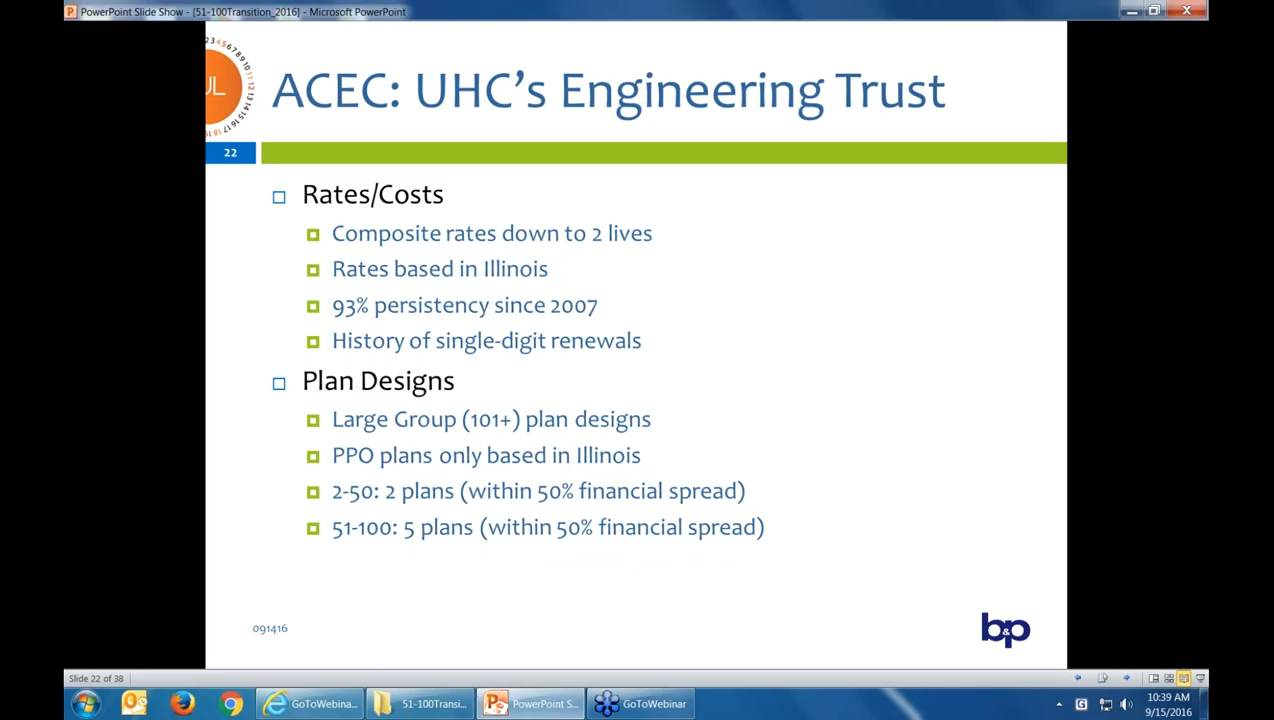 PowerPoint Slide Show - [51-100Transition_2016] - Microsoft PowerPoint
UL
ACEC: UHC's Engineering Trust
22
Rates/Costs
Composite rates down to 2 lives
Rates based in Illinois
93% persistency since 2007
History of single-digit renewals
Plan Designs
Large Group (101+) plan designs
PPO plans only based in Illinois
2-50: 2 plans (within 50% financial spread)
51-100: 5 plans (within 50% financial spread)
091416
b&p
Slide 22 of 38
GoToWebina...
51-100Transi...
PowerPoint S...
GoToWebinar
10:39 AM
9/15/2016